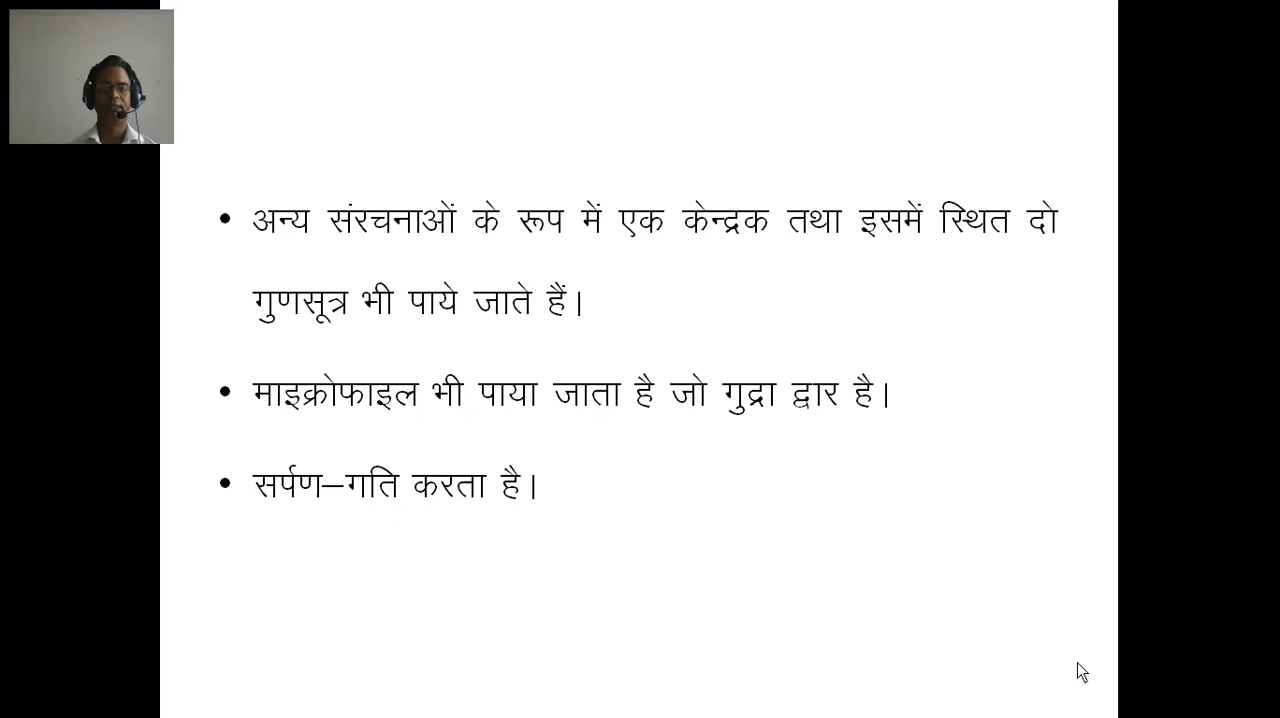 • अन्य संरचनाओं के रूप में एक केन्द्रक तथा इसमें स्थित दो
गुणसूत्र भी पाये जाते हैं।
• माइक्रोफाइल भी पाया जाता है जो गुद्रा द्वार है।
• सर्पण–गति करता है।